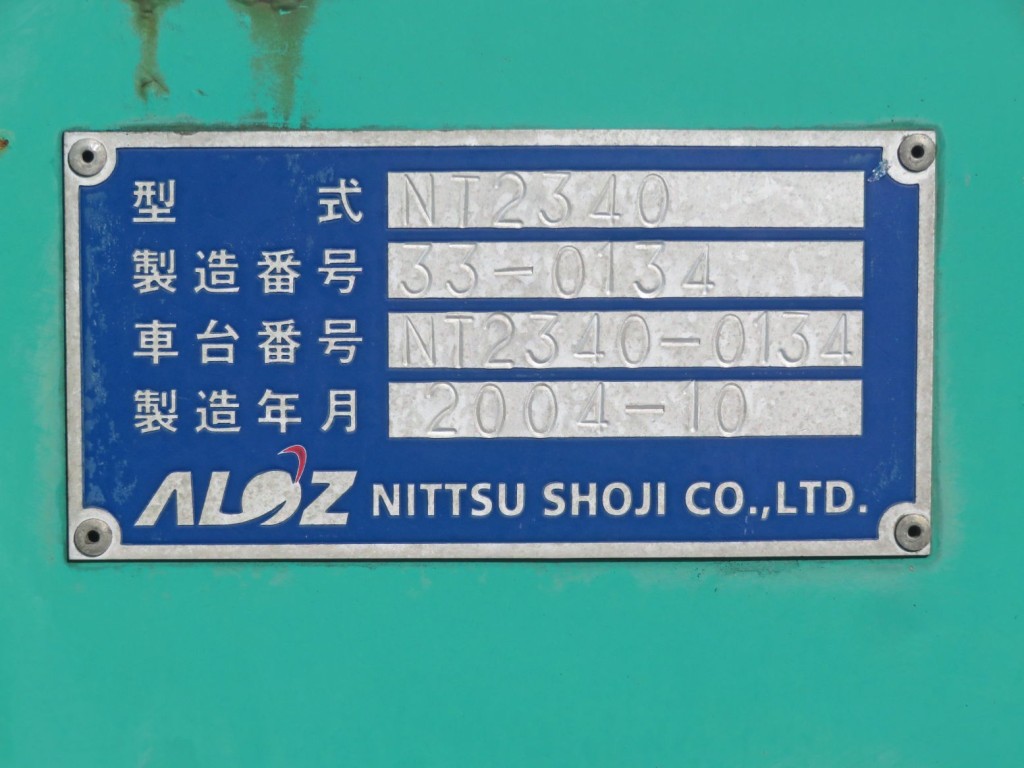 型式 NT2340
製造番号 33-0134
車台番号 NT2340-0134
製造年月 2004-10
ALOZ NITTSU SHOJI CO.,LTD.